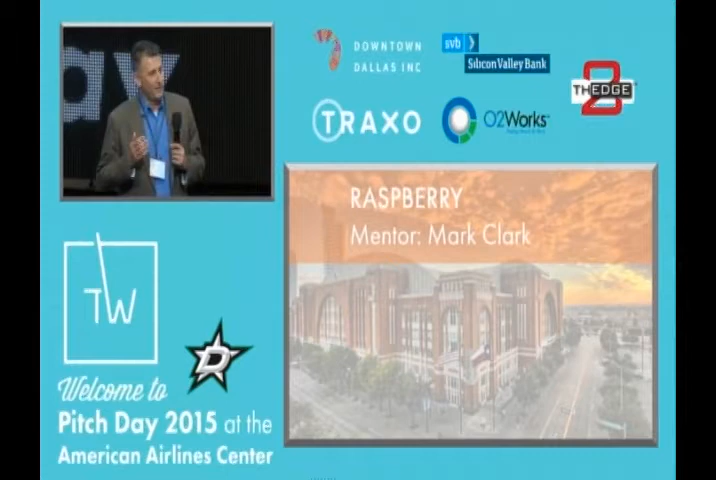 DOWNTOWN
DALLAS INC
svb
Silicon Valley Bank
THE EDGE
TRAXO
O2Works
RASPBERRY
Mentor: Mark Clark
TW
D
Welcome to
Pitch Day 2015 at the
American Airlines Center